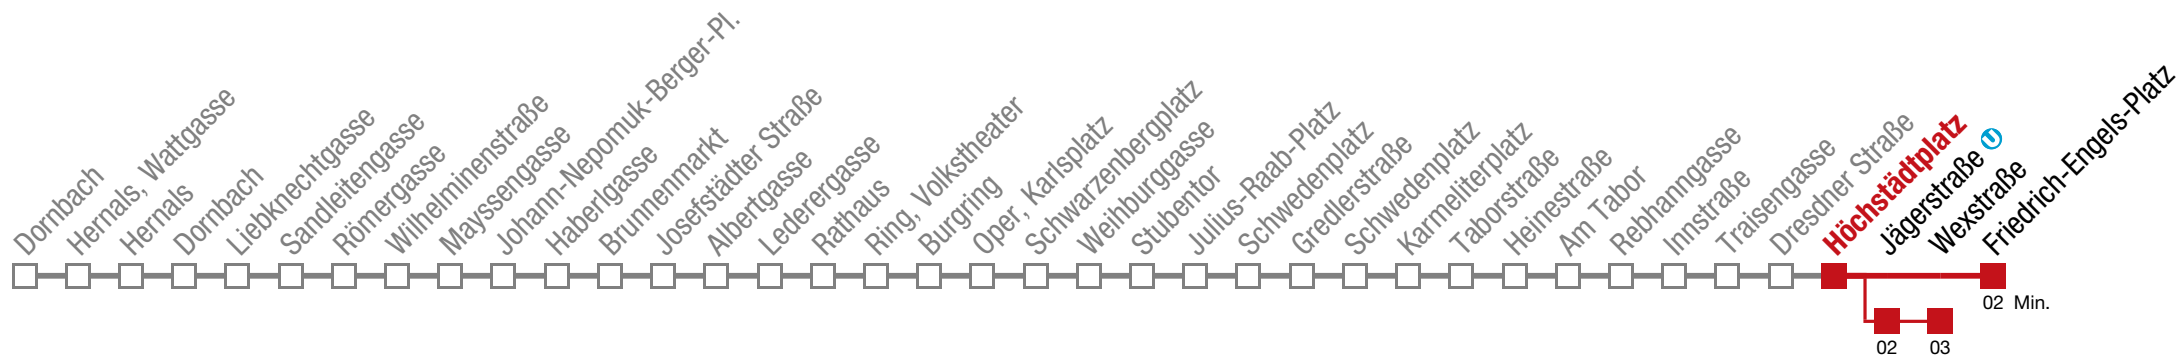 Dornbach
Hernals, Wattgasse
Hernals
Dornbach
Liebknechtgasse
Sandleitengasse
Römergasse
Wilhelminenstraße
Mayssengasse
Johann-Nepomuk-Berger-Pl.
Haberlgasse
Brunnenmarkt
Josefstädter Straße
Albertgasse
Lederergasse
Rathaus
Ring, Volkstheater
Burgring
Oper, Karlsplatz
Schwarzenbergplatz
Weihburggasse
Stubentor
Julius-Raab-Platz
Schwedenplatz
Gredlerstraße
Schwedenplatz
Karmeliterplatz
Taborstraße
Heinestraße
Am Tabor
Rebhanngasse
Innstraße
Traisengasse
Dresdner Straße
Höchstädtplatz
Jägerstraße U
Wexstraße
Friedrich-Engels-Platz
02 Min.
02 03